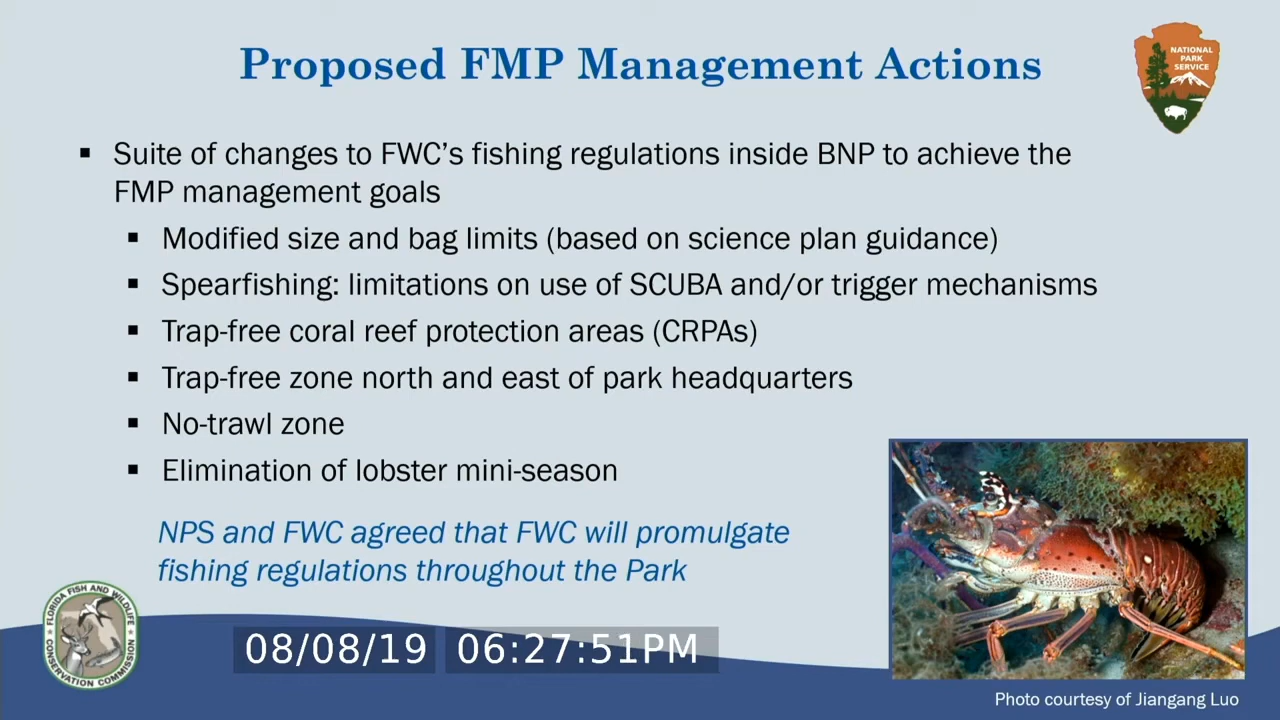 Proposed FMP Management Actions
NATIONAL
PARK
SERVICE
▪ Suite of changes to FWC’s fishing regulations inside BNP to achieve the
FMP management goals
▪ Modified size and bag limits (based on science plan guidance)
▪ Spearfishing: limitations on use of SCUBA and/or trigger mechanisms
▪ Trap-free coral reef protection areas (CRPAs)
▪ Trap-free zone north and east of park headquarters
▪ No-trawl zone
▪ Elimination of lobster mini-season
NPS and FWC agreed that FWC will promulgate
fishing regulations throughout the Park
FLORIDA FISH AND WILDLIFE
CONSERVATION COMMISSION
08/08/19 06:27:51PM
Photo courtesy of Jiangang Luo